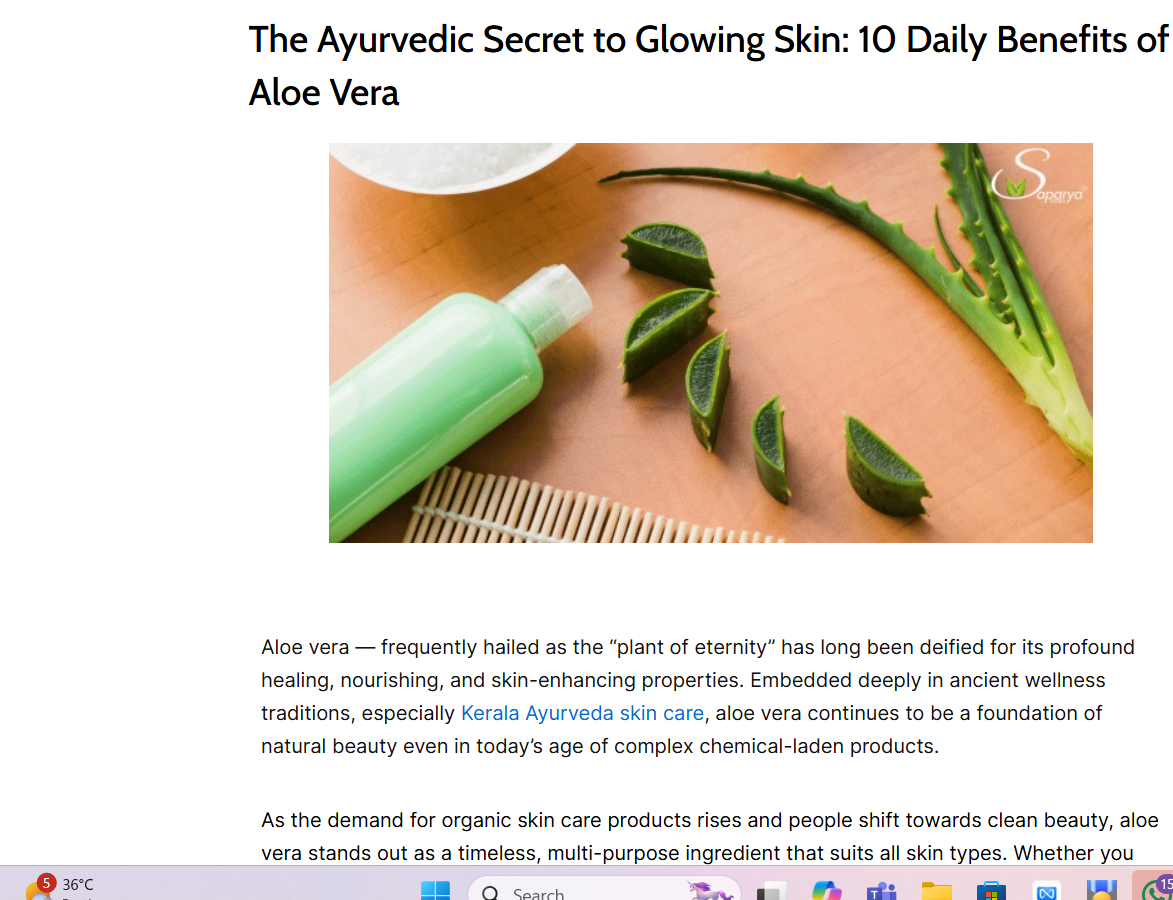 The Ayurvedic Secret to Glowing Skin: 10 Daily Benefits of
Aloe Vera
Saparya
Aloe vera — frequently hailed as the “plant of eternity” has long been deified for its profound
healing, nourishing, and skin-enhancing properties. Embedded deeply in ancient wellness
traditions, especially Kerala Ayurveda skin care, aloe vera continues to be a foundation of
natural beauty even in today’s age of complex chemical-laden products.
As the demand for organic skin care products rises and people shift towards clean beauty, aloe
vera stands out as a timeless, multi-purpose ingredient that suits all skin types. Whether you
5
36°C
Search
15